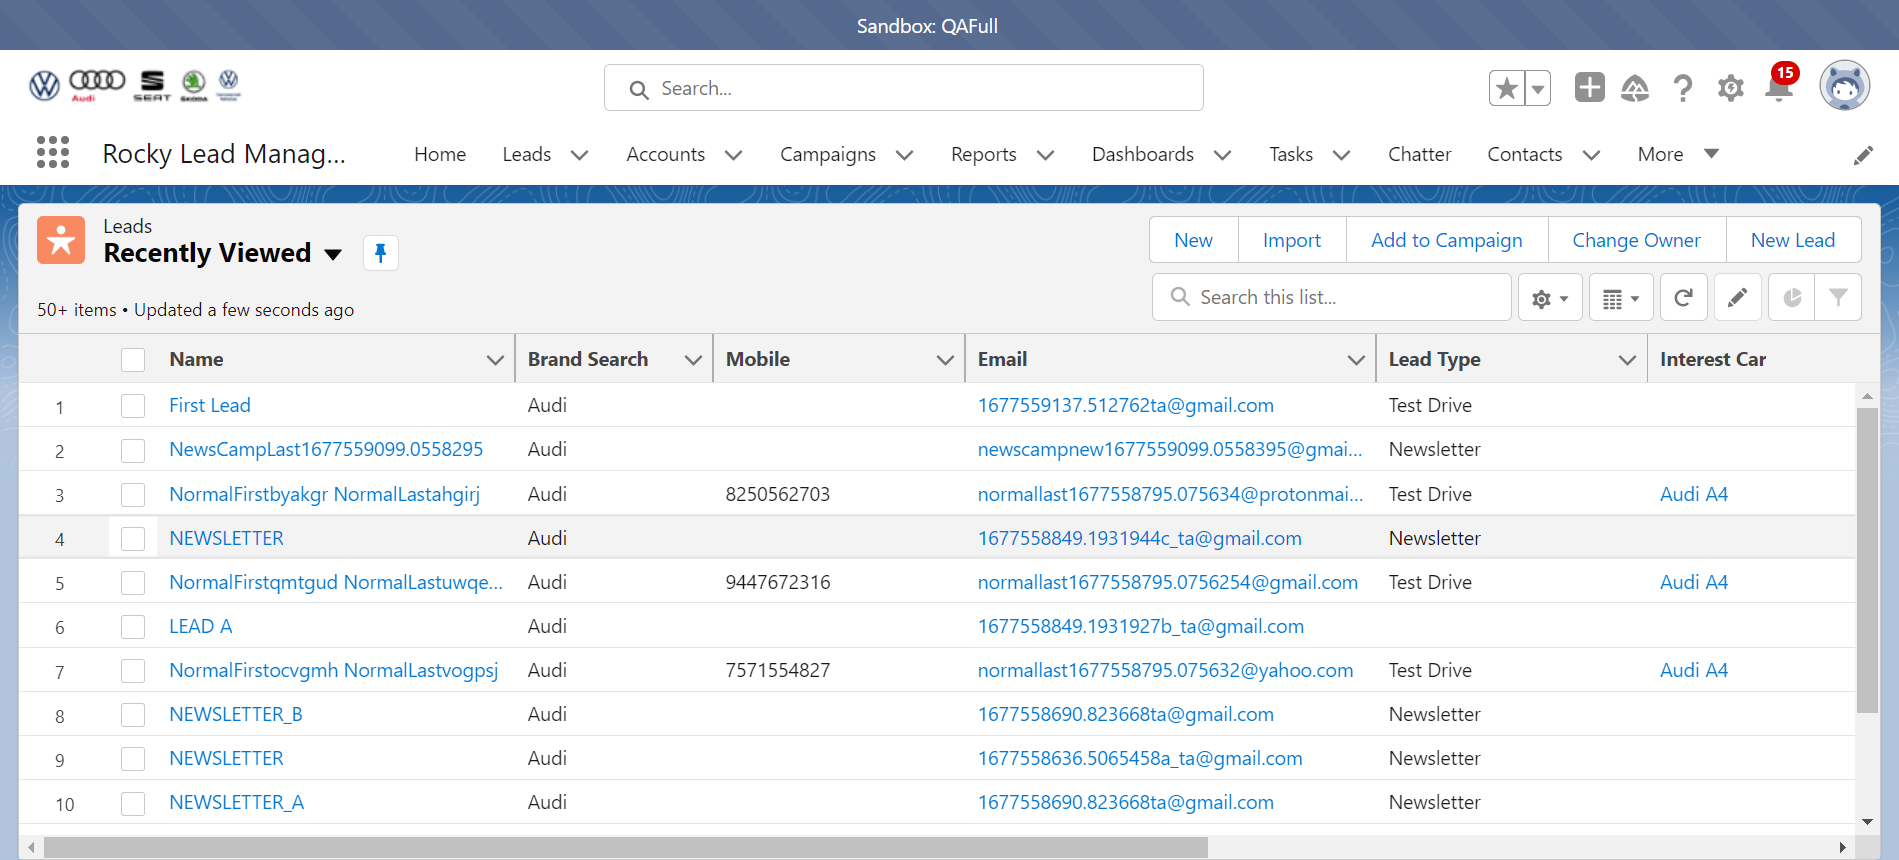 Sandbox: QAFull
Audi SEAT ŠKODA
Search...
15
Rocky Lead Manag...
Home Leads Accounts Campaigns Reports Dashboards Tasks Chatter Contacts More
Leads
Recently Viewed
New Import Add to Campaign Change Owner New Lead
50+ items • Updated a few seconds ago
Search this list...
Name Brand Search Mobile Email Lead Type Interest Car
1 First Lead Audi 1677559137.512762ta@gmail.com Test Drive
2 NewsCampLast1677559099.0558295 Audi newscampnew1677559099.0558395@gmai... Newsletter
3 NormalFirstbyakgr NormalLastahgirj Audi 8250562703 normallast1677558795.075634@protonmai... Test Drive Audi A4
4 NEWSLETTER Audi 1677558849.1931944c_ta@gmail.com Newsletter
5 NormalFirstqmtgud NormalLastuwqe... Audi 9447672316 normallast1677558795.0756254@gmail.com Test Drive Audi A4
6 LEAD A Audi 1677558849.1931927b_ta@gmail.com
7 NormalFirstocvgmh NormalLastvogpsj Audi 7571554827 normallast1677558795.075632@yahoo.com Test Drive Audi A4
8 NEWSLETTER_B Audi 1677558690.823668ta@gmail.com Newsletter
9 NEWSLETTER Audi 1677558636.5065458a_ta@gmail.com Newsletter
10 NEWSLETTER_A Audi 1677558690.823668ta@gmail.com Newsletter